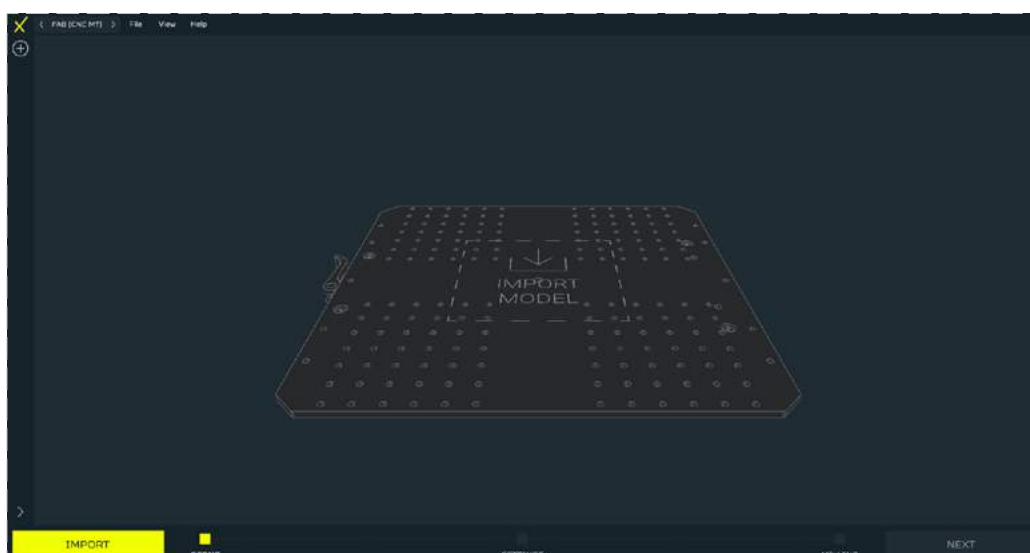 < FAB [CNC MT] > File View Help
IMPORT
MODEL
IMPORT
NEXT